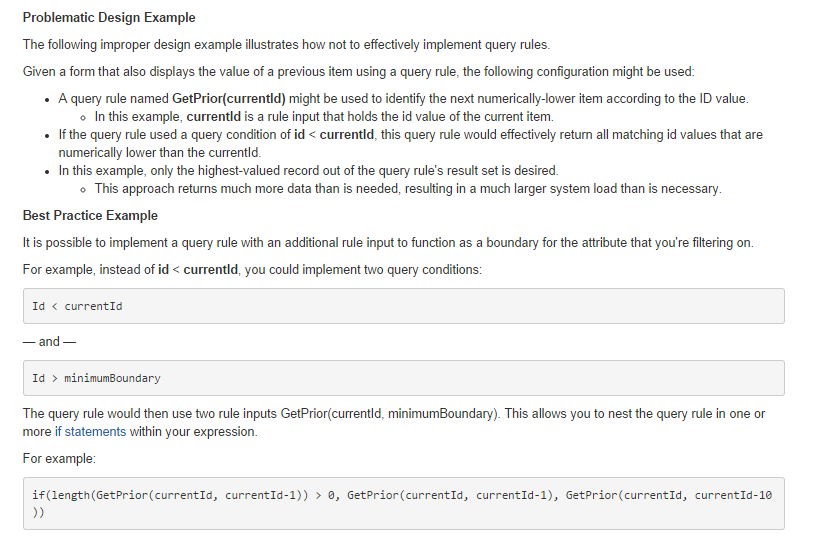 Problematic Design Example
The following improper design example illustrates how not to effectively implement query rules.
Given a form that also displays the value of a previous item using a query rule, the following configuration might be used:
• A query rule named GetPrior(currentId) might be used to identify the next numerically-lower item according to the ID value.
◦ In this example, currentId is a rule input that holds the id value of the current item.
• If the query rule used a query condition of id < currentId, this query rule would effectively return all matching id values that are
numerically lower than the currentId.
• In this example, only the highest-valued record out of the query rule's result set is desired.
◦ This approach returns much more data than is needed, resulting in a much larger system load than is necessary.
Best Practice Example
It is possible to implement a query rule with an additional rule input to function as a boundary for the attribute that you're filtering on.
For example, instead of id < currentId, you could implement two query conditions:
Id < currentId
— and —
Id > minimumBoundary
The query rule would then use two rule inputs GetPrior(currentId, minimumBoundary). This allows you to nest the query rule in one or
more if statements within your expression.
For example:
if(length(GetPrior(currentId, currentId-1)) > 0, GetPrior(currentId, currentId-1), GetPrior(currentId, currentId-10
))